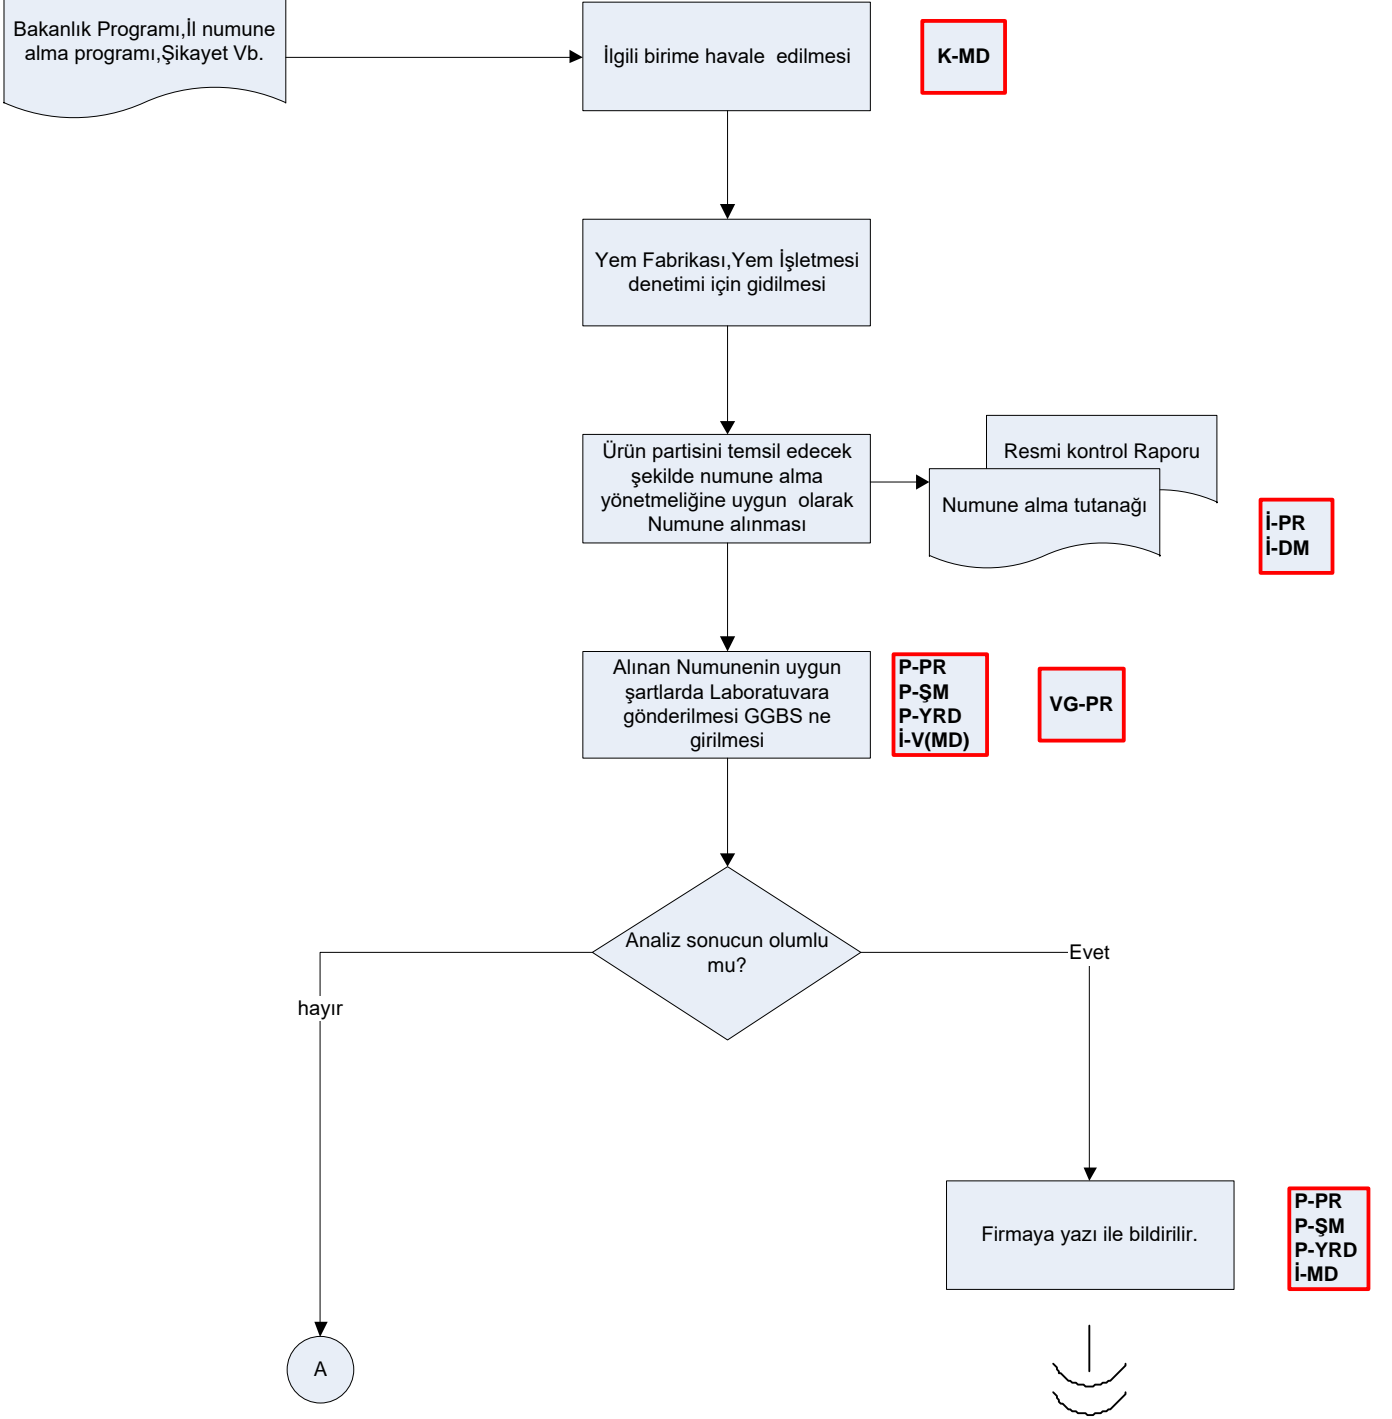 Bakanlık Programı,İl numune
alma programı,Şikayet Vb.
İlgili birime havale  edilmesi
K-MD
Yem Fabrikası,Yem İşletmesi
denetimi için gidilmesi
Ürün partisini temsil edecek
şekilde numune alma
yönetmeliğine uygun  olarak
Numune alınması
Resmi kontrol Raporu
Numune alma tutanağı
İ-PR
İ-DM
Alınan Numunenin uygun
şartlarda Laboratuvara
gönderilmesi GGBS ne
girilmesi
P-PR
P-ŞM
P-YRD
İ-V(MD)
VG-PR
Analiz sonucun olumlu
mu?
Evet
hayır
Firmaya yazı ile bildirilir.
P-PR
P-ŞM
P-YRD
İ-MD
A